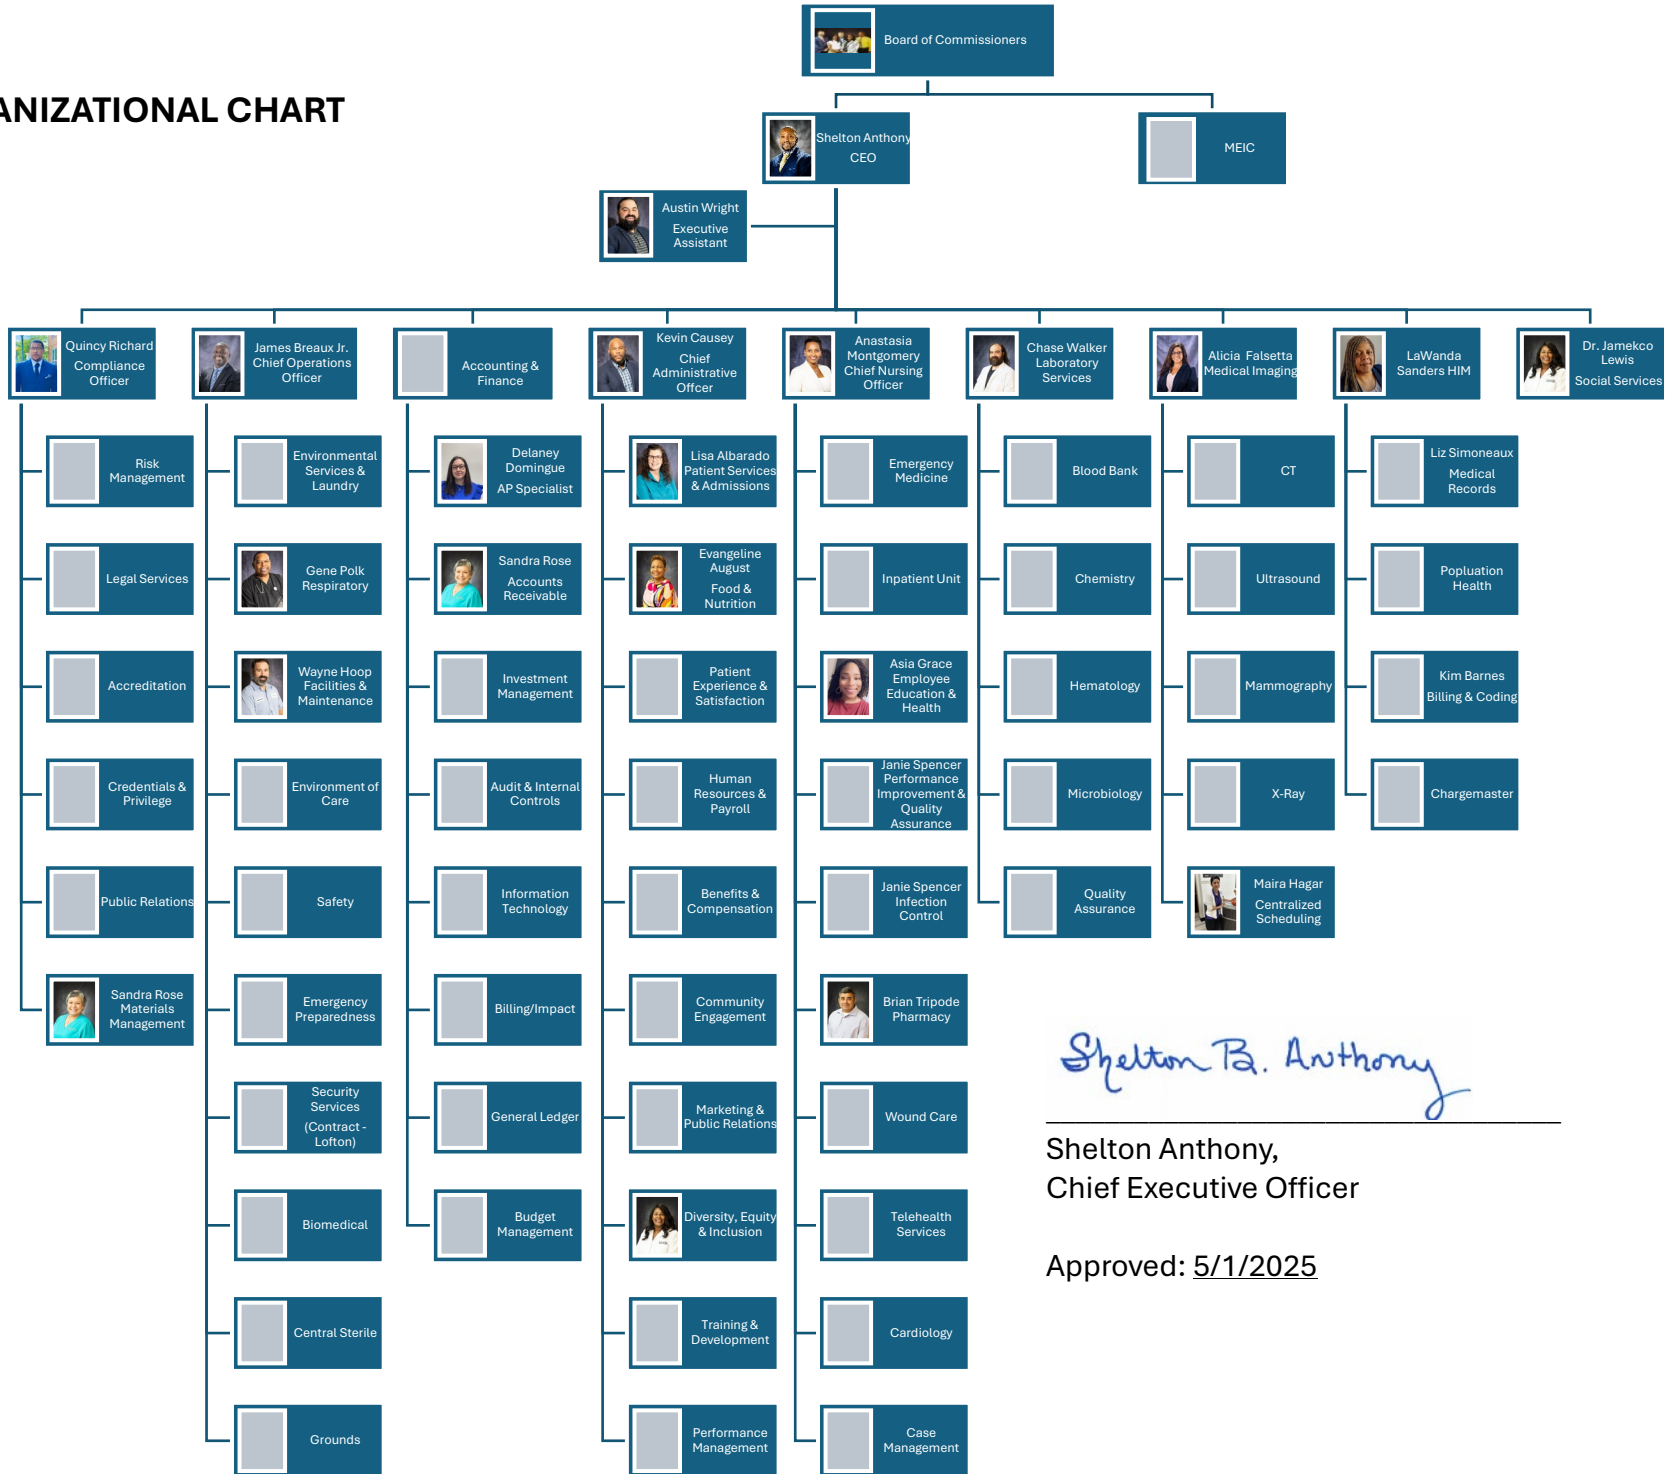 Board of Commissioners
ANIZATIONAL CHART
Shelton Anthony
CEO
MEIC
Austin Wright
Executive
Assistant
Quincy Richard
Compliance
Officer
James Breaux Jr.
Chief Operations
Officer
Accounting &
Finance
Kevin Causey
Chief
Administrative
Offcer
Anastasia
Montgomery
Chief Nursing
Officer
Chase Walker
Laboratory
Services
Alicia Falsetta
Medical Imaging
LaWanda
Sanders HIM
Dr. Jamekco
Lewis
Social Services
Risk
Management
Legal Services
Accreditation
Credentials &
Privilege
Public Relations
Sandra Rose
Materials
Management
Environmental
Services &
Laundry
Gene Polk
Respiratory
Wayne Hoop
Facilities &
Maintenance
Environment of
Care
Safety
Emergency
Preparedness
Security
Services
(Contract -
Lofton)
Biomedical
Central Sterile
Grounds
Delaney
Domingue
AP Specialist
Sandra Rose
Accounts
Receivable
Investment
Management
Audit & Internal
Controls
Information
Technology
Billing/Impact
General Ledger
Budget
Management
Lisa Albarado
Patient Services
& Admissions
Evangeline
August
Food &
Nutrition
Patient
Experience &
Satisfaction
Human
Resources &
Payroll
Benefits &
Compensation
Community
Engagement
Marketing &
Public Relations
Diversity, Equity
& Inclusion
Training &
Development
Performance
Management
Emergency
Medicine
Inpatient Unit
Asia Grace
Employee
Education &
Health
Janie Spencer
Performance
Improvement &
Quality
Assurance
Janie Spencer
Infection
Control
Brian Tripode
Pharmacy
Wound Care
Telehealth
Services
Cardiology
Case
Management
Blood Bank
Chemistry
Hematology
Microbiology
Quality
Assurance
CT
Ultrasound
Mammography
X-Ray
Maira Hagar
Centralized
Scheduling
Liz Simoneaux
Medical
Records
Popluation
Health
Kim Barnes
Billing & Coding
Chargemaster
Shelton B. Anthony
Shelton Anthony,
Chief Executive Officer
Approved: 5/1/2025